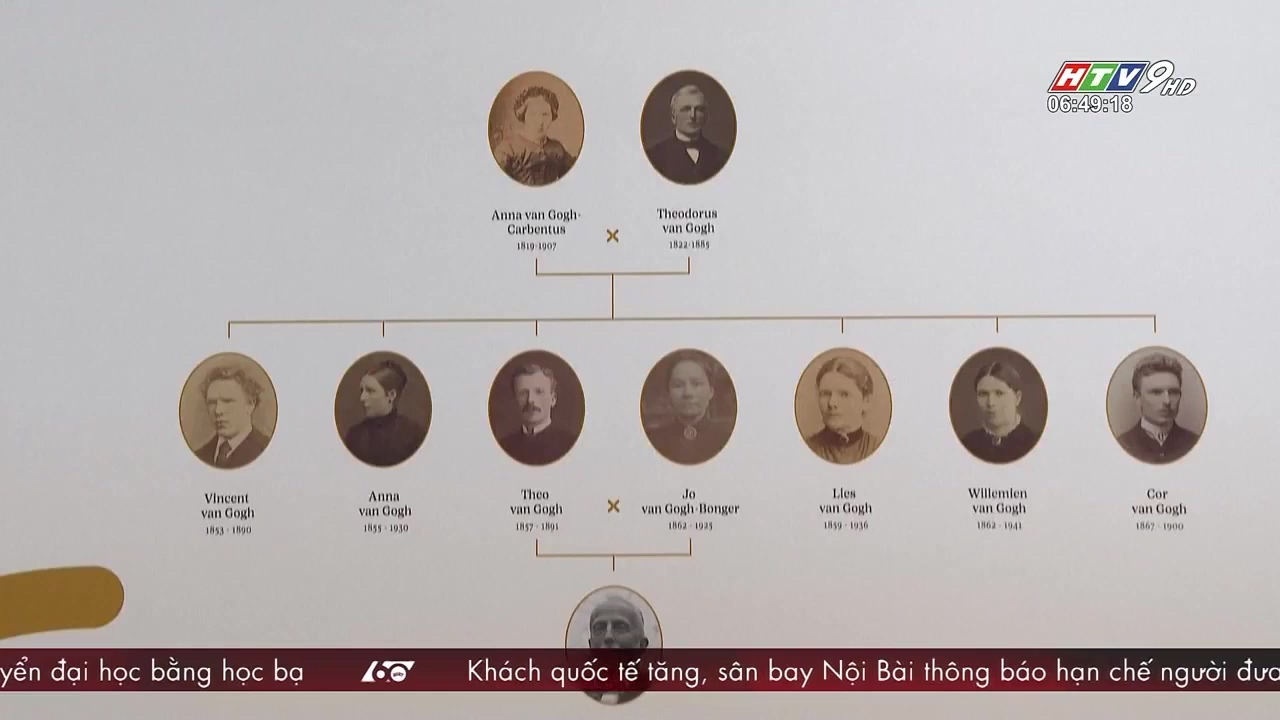 HTV9HD
06:49:18
Anna van Gogh-
Carbentus
1819-1907
Theodorus
van Gogh
1822-1885
Vincent
van Gogh
1853 - 1890
Anna
van Gogh
1855 - 1930
Theo
van Gogh
1857 - 1891
Jo
van Gogh-Bonger
1862 - 1925
Lies
van Gogh
1859 - 1936
Willemien
van Gogh
1862 - 1941
Cor
van Gogh
1867 - 1900
yển đại học bằng học bạ
60 giây
Khách quốc tế tăng, sân bay Nội Bài thông báo hạn chế người đưa